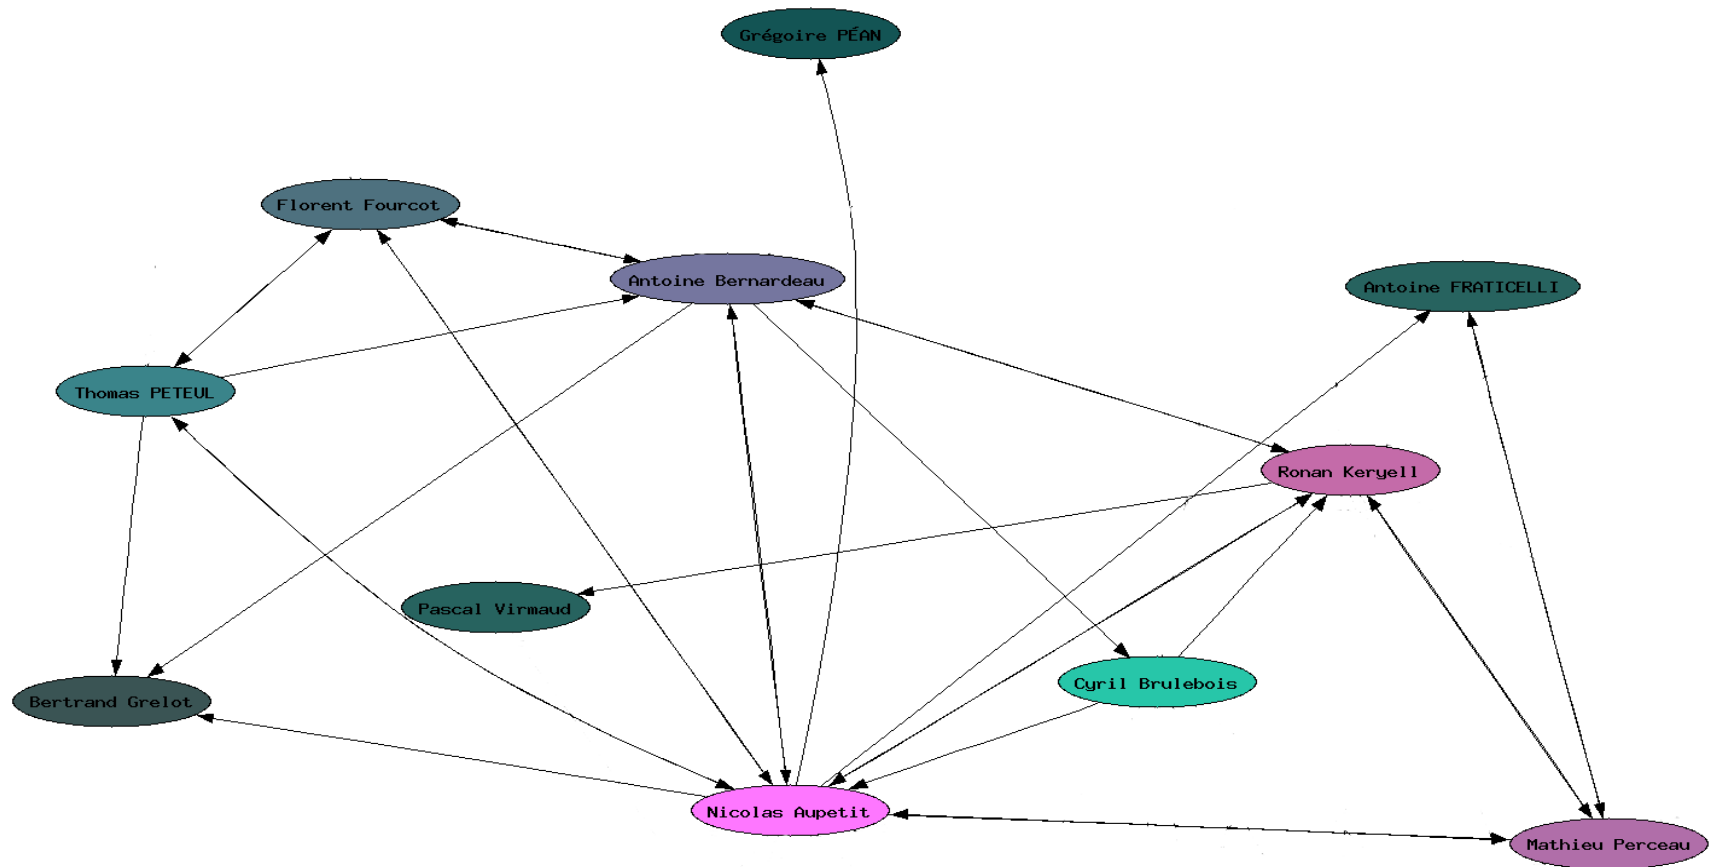 Grégoire PÉAN
Florent Fourcot
Antoine Bernardeau
Antoine FRATICELLI
Thomas PETEUL
Ronan Keryell
Pascal Virmaud
Cyril Brulebois
Bertrand Grelot
Nicolas Aupetit
Mathieu Perceau